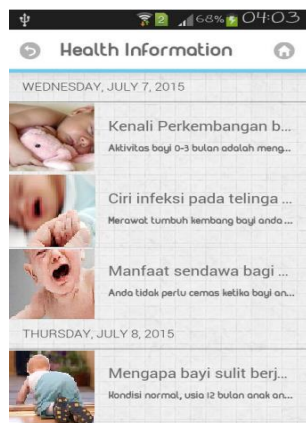 2 68% 04:03
Health Information
WEDNESDAY, JULY 7, 2015
Kenali Perkembangan b...
Aktivitas bayi 0-3 bulan adalah meng...
Ciri infeksi pada telinga ...
Merawat tumbuh kembang bayi anda ...
Manfaat sendawa bagi ...
Anda tidak perlu cemas ketika bayi an...
THURSDAY, JULY 8, 2015
Mengapa bayi sulit berj...
Kondisi normal, usia 12 bulan anak an...